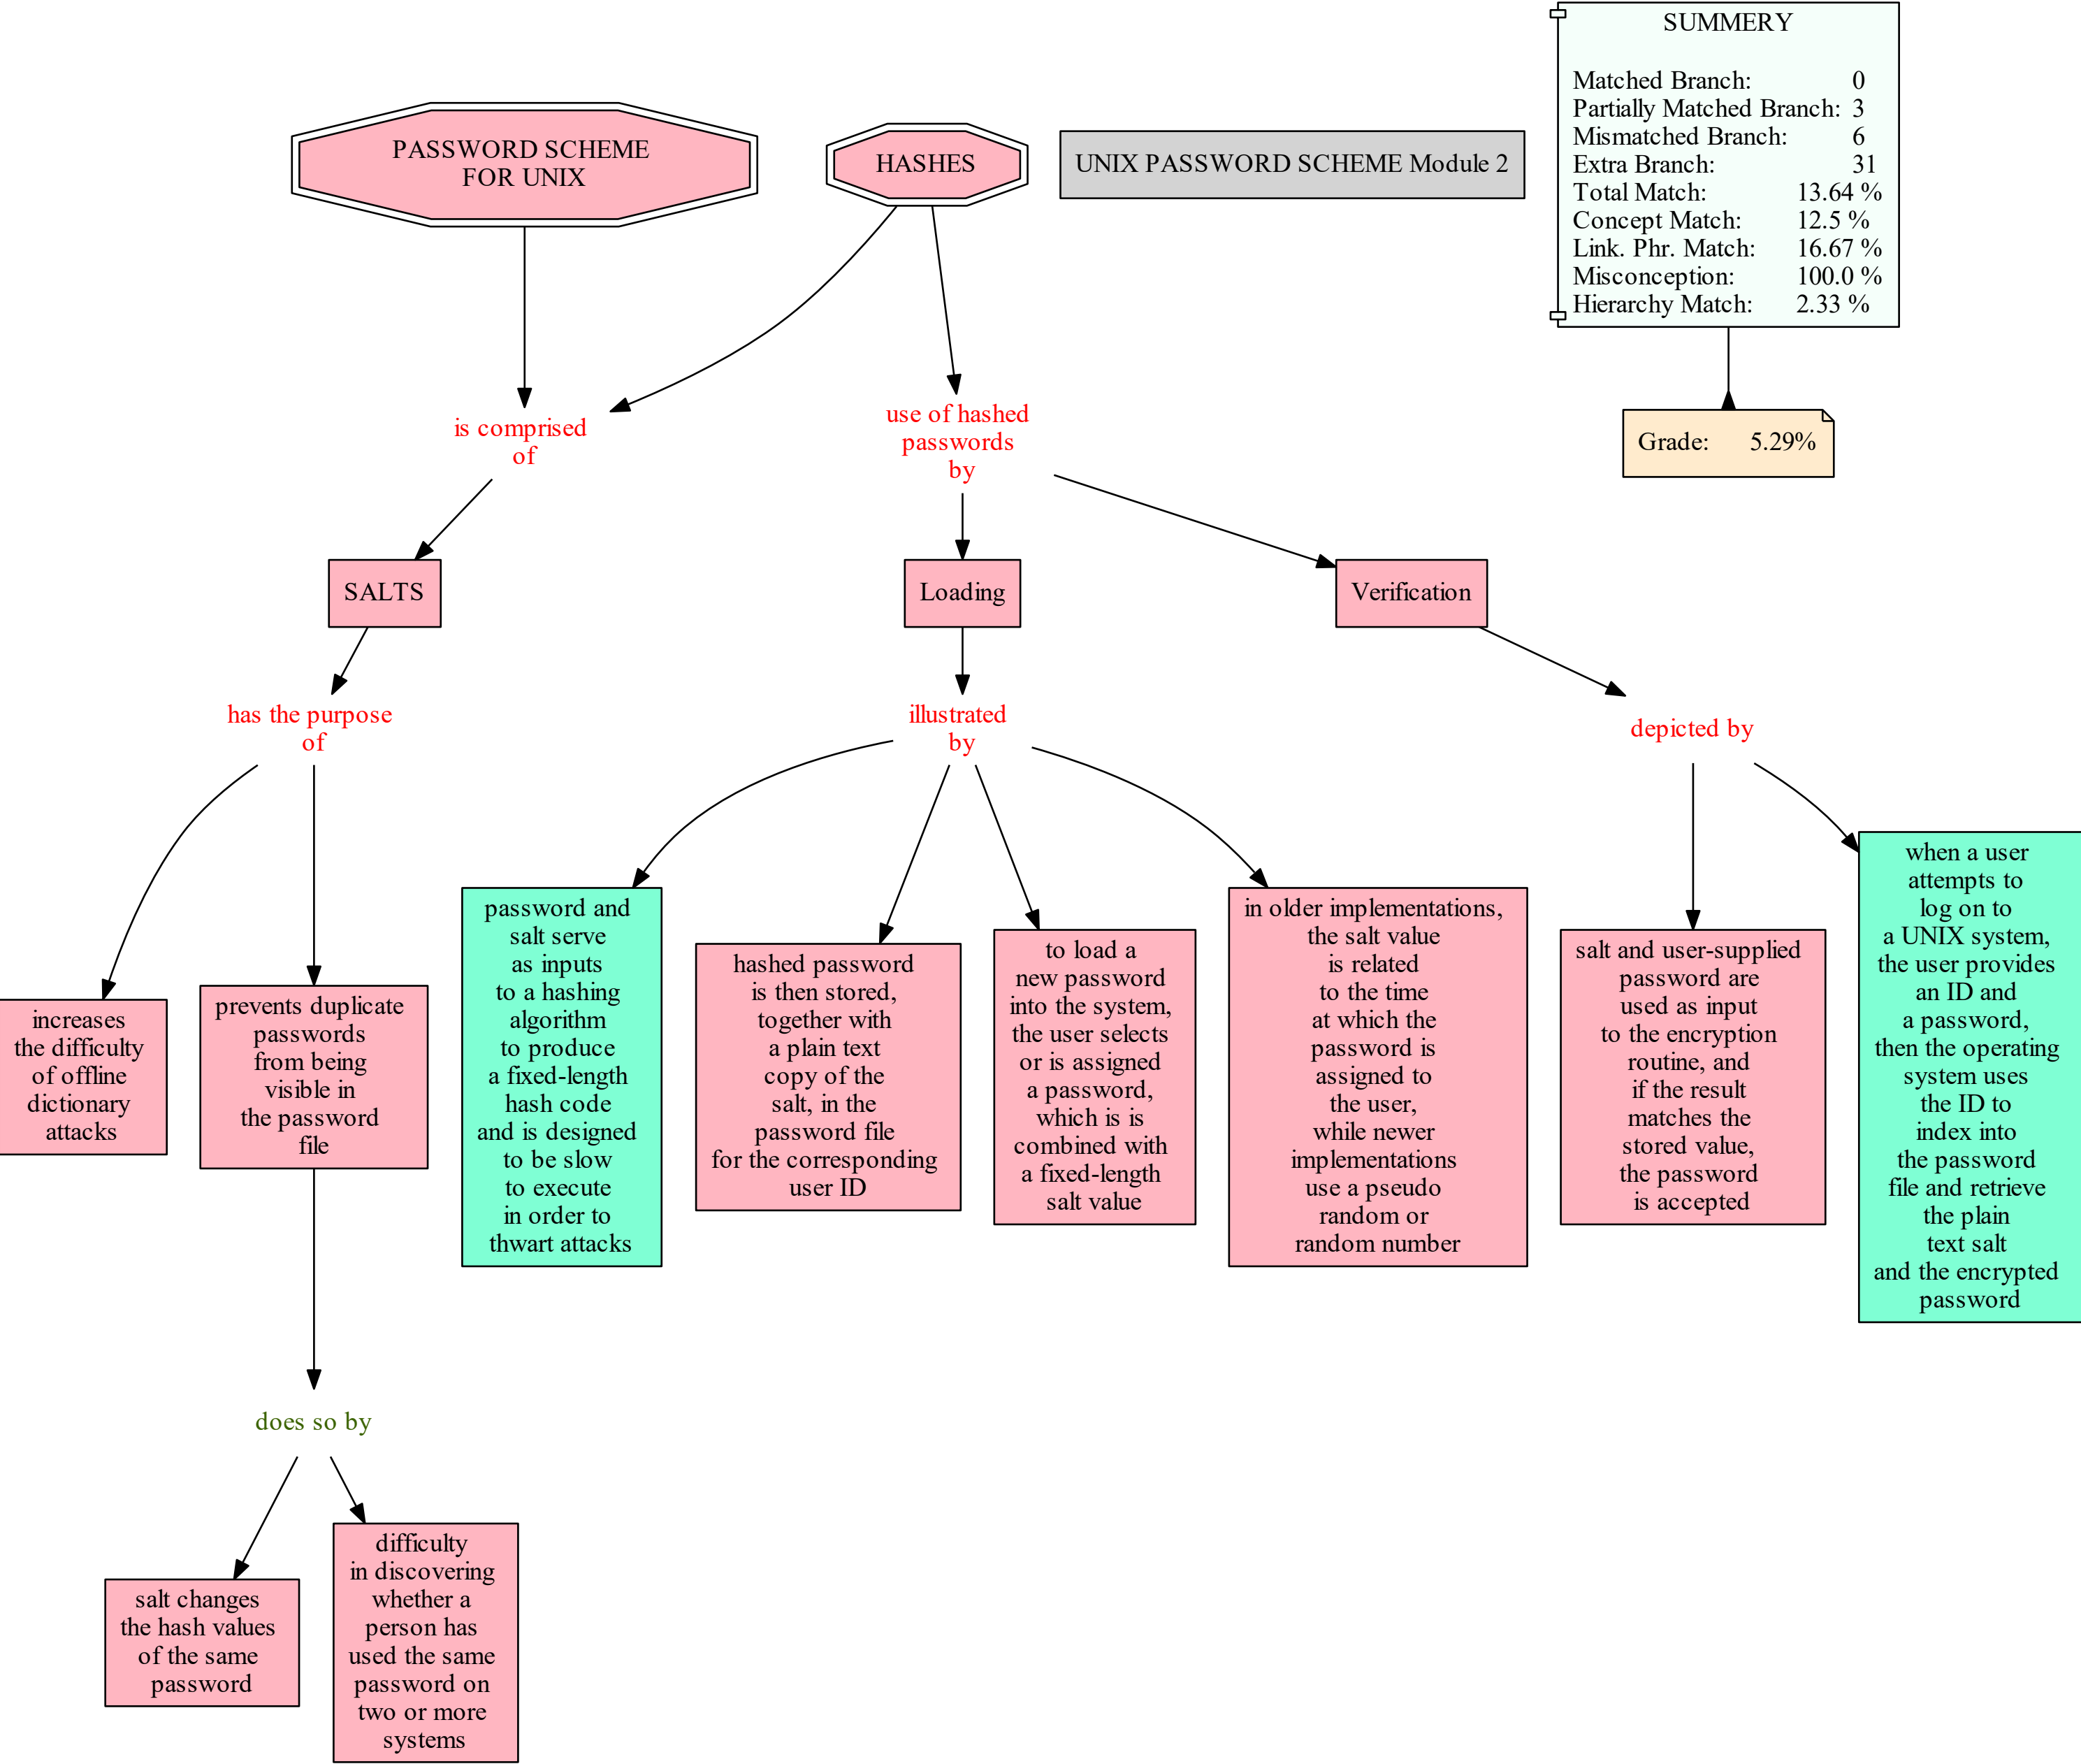 PASSWORD SCHEME
FOR UNIX
HASHES
UNIX PASSWORD SCHEME Module 2
SUMMERY
Matched Branch: 0
Partially Matched Branch: 3
Mismatched Branch: 6
Extra Branch: 31
Total Match: 13.64 %
Concept Match: 12.5 %
Link. Phr. Match: 16.67 %
Misconception: 100.0 %
Hierarchy Match: 2.33 %
Grade: 5.29%
is comprised
of
use of hashed
passwords
by
SALTS
Loading
Verification
has the purpose
of
illustrated
by
depicted by
increases
the difficulty
of offline
dictionary
attacks
prevents duplicate
passwords
from being
visible in
the password
file
password and
salt serve
as inputs
to a hashing
algorithm
to produce
a fixed-length
hash code
and is designed
to be slow
to execute
in order to
thwart attacks
hashed password
is then stored,
together with
a plain text
copy of the
salt, in the
password file
for the corresponding
user ID
to load a
new password
into the system,
the user selects
or is assigned
a password,
which is is
combined with
a fixed-length
salt value
in older implementations,
the salt value
is related
to the time
at which the
password is
assigned to
the user,
while newer
implementations
use a pseudo
random or
random number
salt and user-supplied
password are
used as input
to the encryption
routine, and
if the result
matches the
stored value,
the password
is accepted
when a user
attempts to
log on to
a UNIX system,
the user provides
an ID and
a password,
then the operating
system uses
the ID to
index into
the password
file and retrieve
the plain
text salt
and the encrypted
password
does so by
salt changes
the hash values
of the same
password
difficulty
in discovering
whether a
person has
used the same
password on
two or more
systems